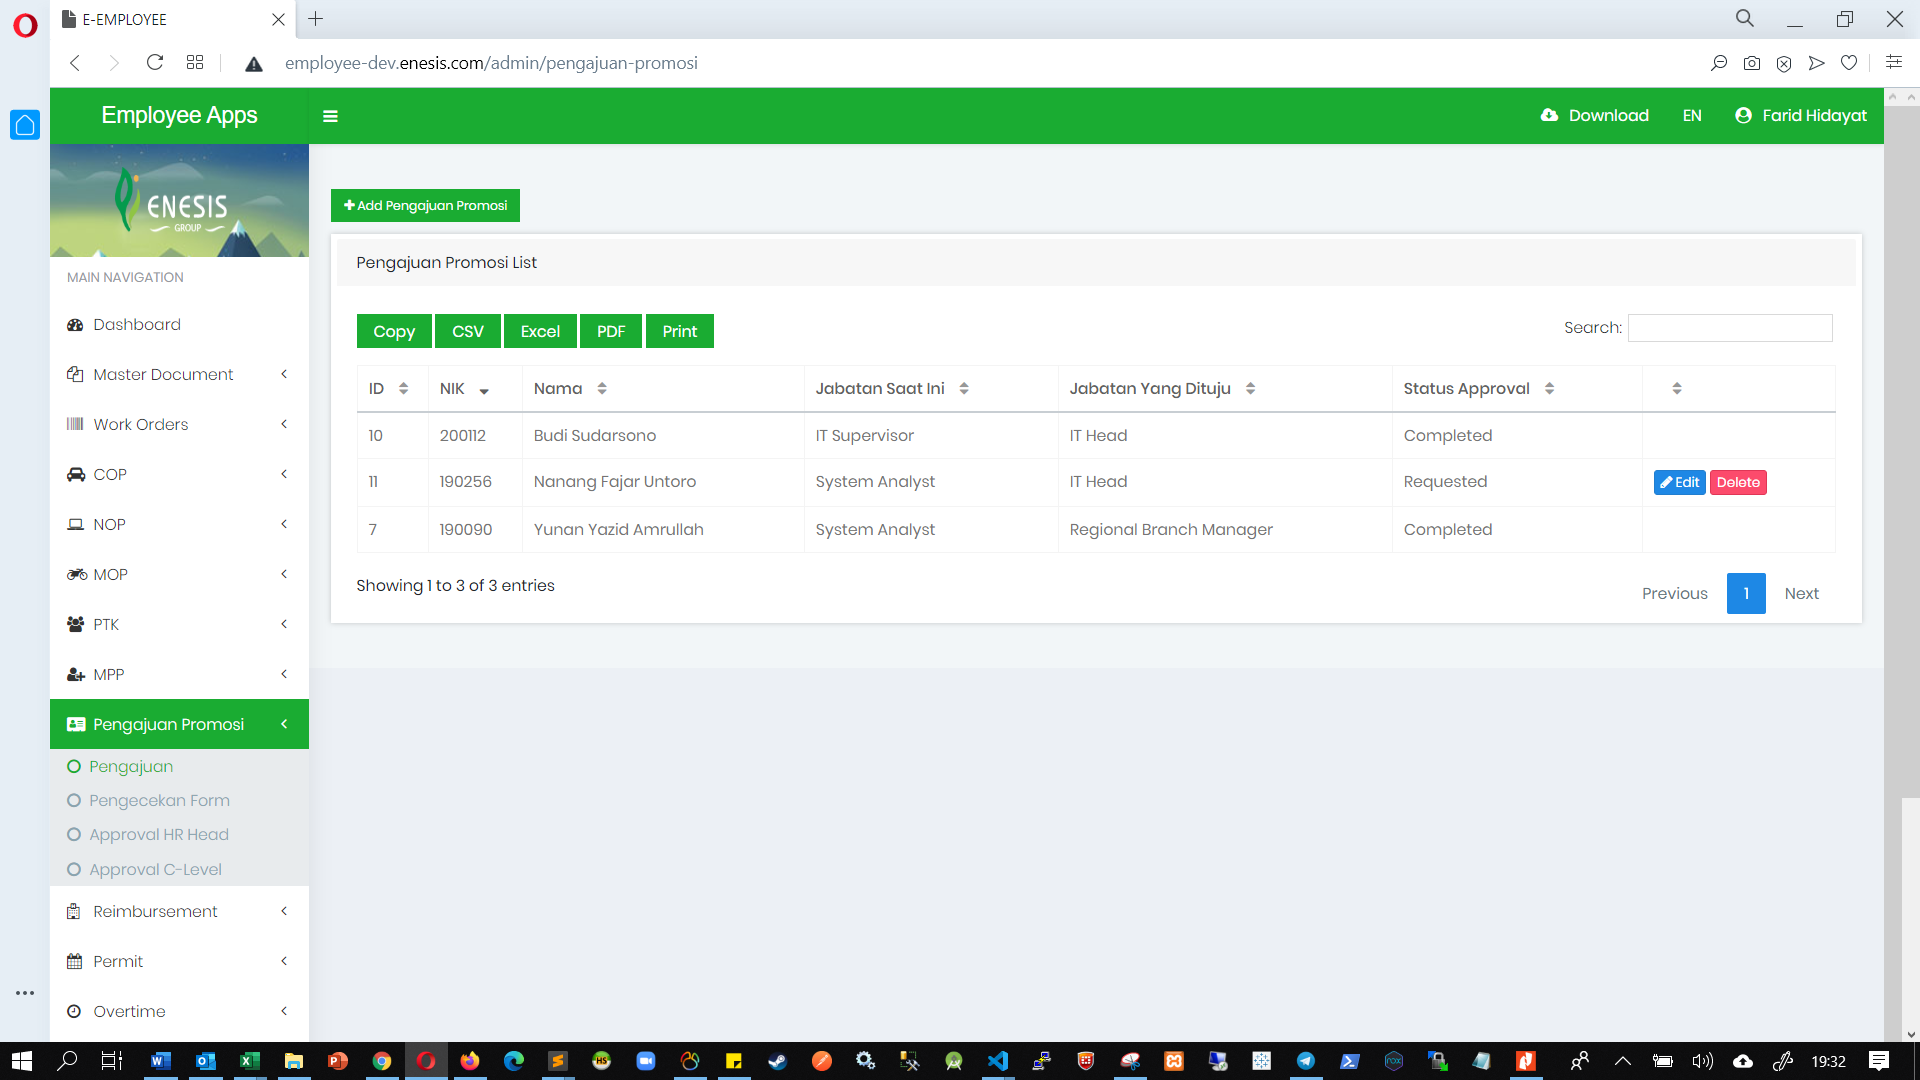 E-EMPLOYEE
employee-dev.enesis.com/admin/pengajuan-promosi
Employee Apps
Download EN Farid Hidayat
ENESIS
GROUP
MAIN NAVIGATION
Dashboard
Master Document
Work Orders
COP
NOP
MOP
PTK
MPP
Pengajuan Promosi
Pengajuan
Pengecekan Form
Approval HR Head
Approval C-Level
Reimbursement
Permit
Overtime
Add Pengajuan Promosi
Pengajuan Promosi List
Copy CSV Excel PDF Print
Search:
ID NIK Nama Jabatan Saat Ini Jabatan Yang Dituju Status Approval
10 200112 Budi Sudarsono IT Supervisor IT Head Completed
11 190256 Nanang Fajar Untoro System Analyst IT Head Requested Edit Delete
7 190090 Yunan Yazid Amrullah System Analyst Regional Branch Manager Completed
Showing 1 to 3 of 3 entries
Previous 1 Next
19:32